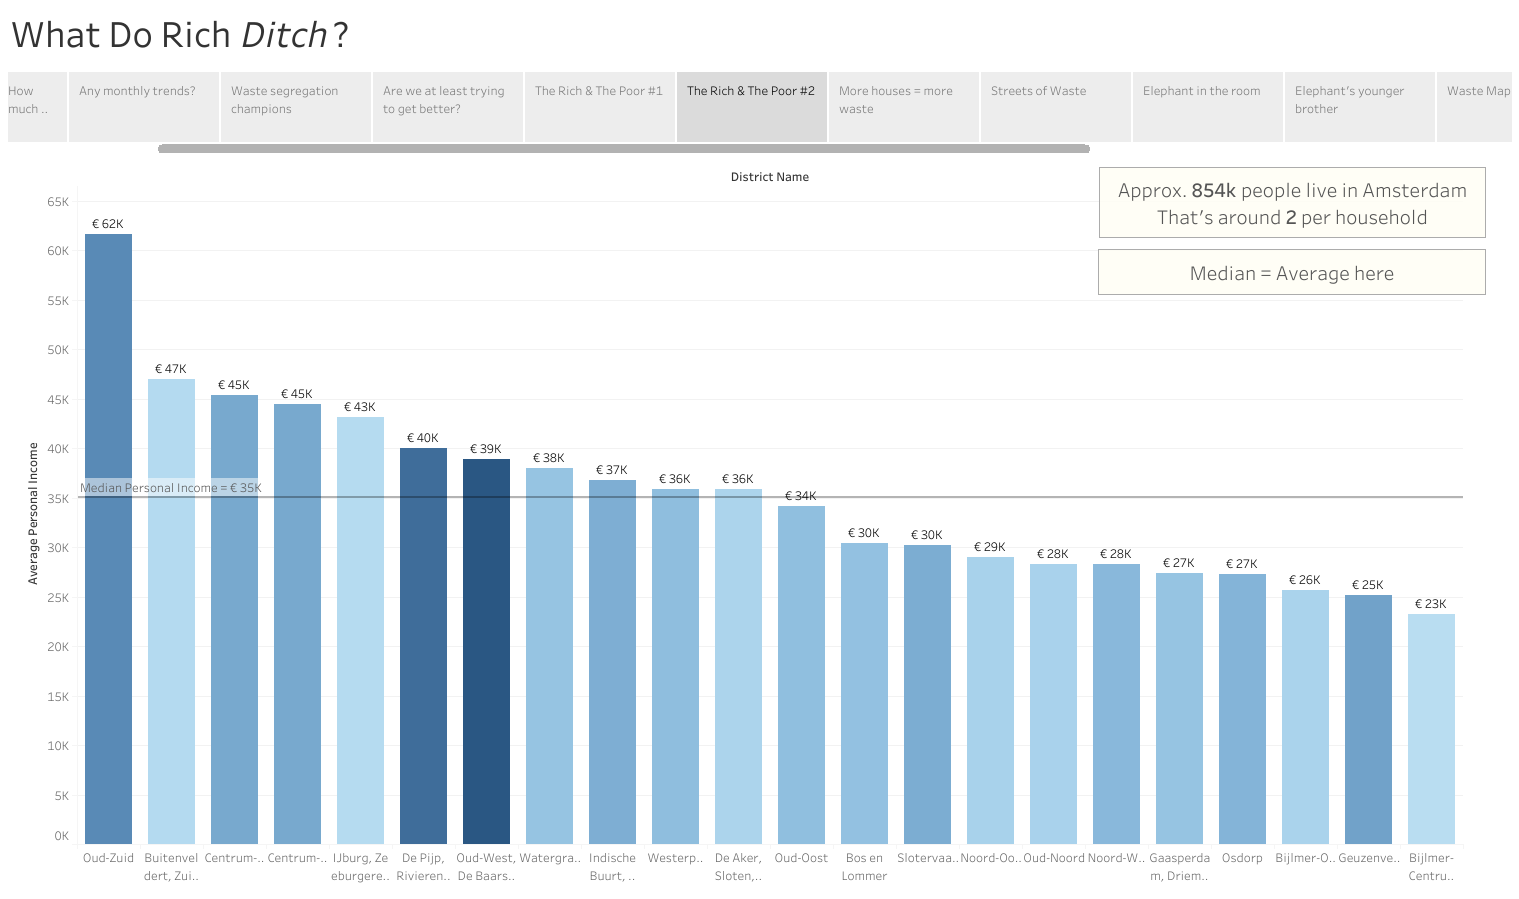 What Do Rich Ditch?
How
much ..
Any monthly trends?
Waste segregation
champions
Are we at least trying
to get better?
The Rich & The Poor #1
The Rich & The Poor #2
More houses = more
waste
Streets of Waste
Elephant in the room
Elephant's younger
brother
Waste Map
District Name
Approx. 854k people live in Amsterdam
That's around 2 per household
Median = Average here
Average Personal Income
65K
60K
55K
50K
45K
40K
35K
30K
25K
20K
15K
10K
5K
0K
Median Personal Income = € 35K
€ 62K
€ 47K
€ 45K
€ 45K
€ 43K
€ 40K
€ 39K
€ 38K
€ 37K
€ 36K
€ 36K
€ 34K
€ 30K
€ 30K
€ 29K
€ 28K
€ 28K
€ 27K
€ 27K
€ 26K
€ 25K
€ 23K
Oud-Zuid
Buitenvel
dert, Zui..
Centrum-..
Centrum-..
IJburg, Ze
eburgere..
De Pijp,
Rivieren..
Oud-West,
De Baars..
Watergra..
Indische
Buurt, ..
Westerp..
De Aker,
Sloten,..
Oud-Oost
Bos en
Lommer
Slotervaa..
Noord-Oo..
Oud-Noord
Noord-W..
Gaasperda
m, Driem..
Osdorp
Bijlmer-O..
Geuzenve..
Bijlmer-
Centru..